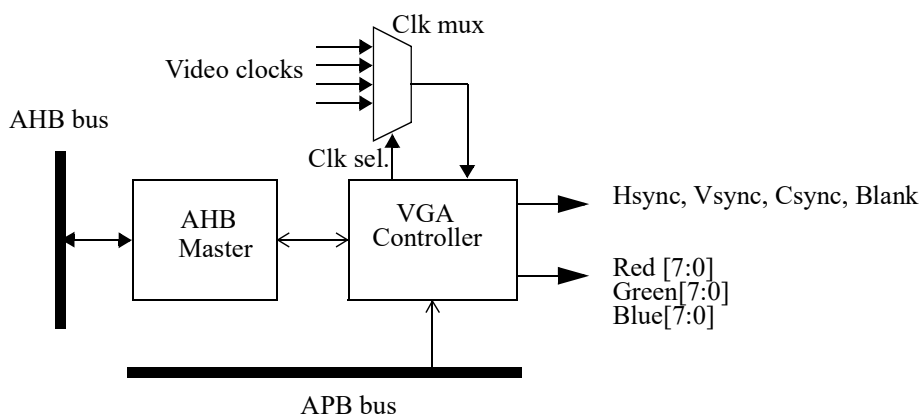 Clk mux
Video clocks
AHB bus
Clk sel.
AHB
Master
VGA
Controller
Hsync, Vsync, Csync, Blank
Red [7:0]
Green[7:0]
Blue[7:0]
APB bus